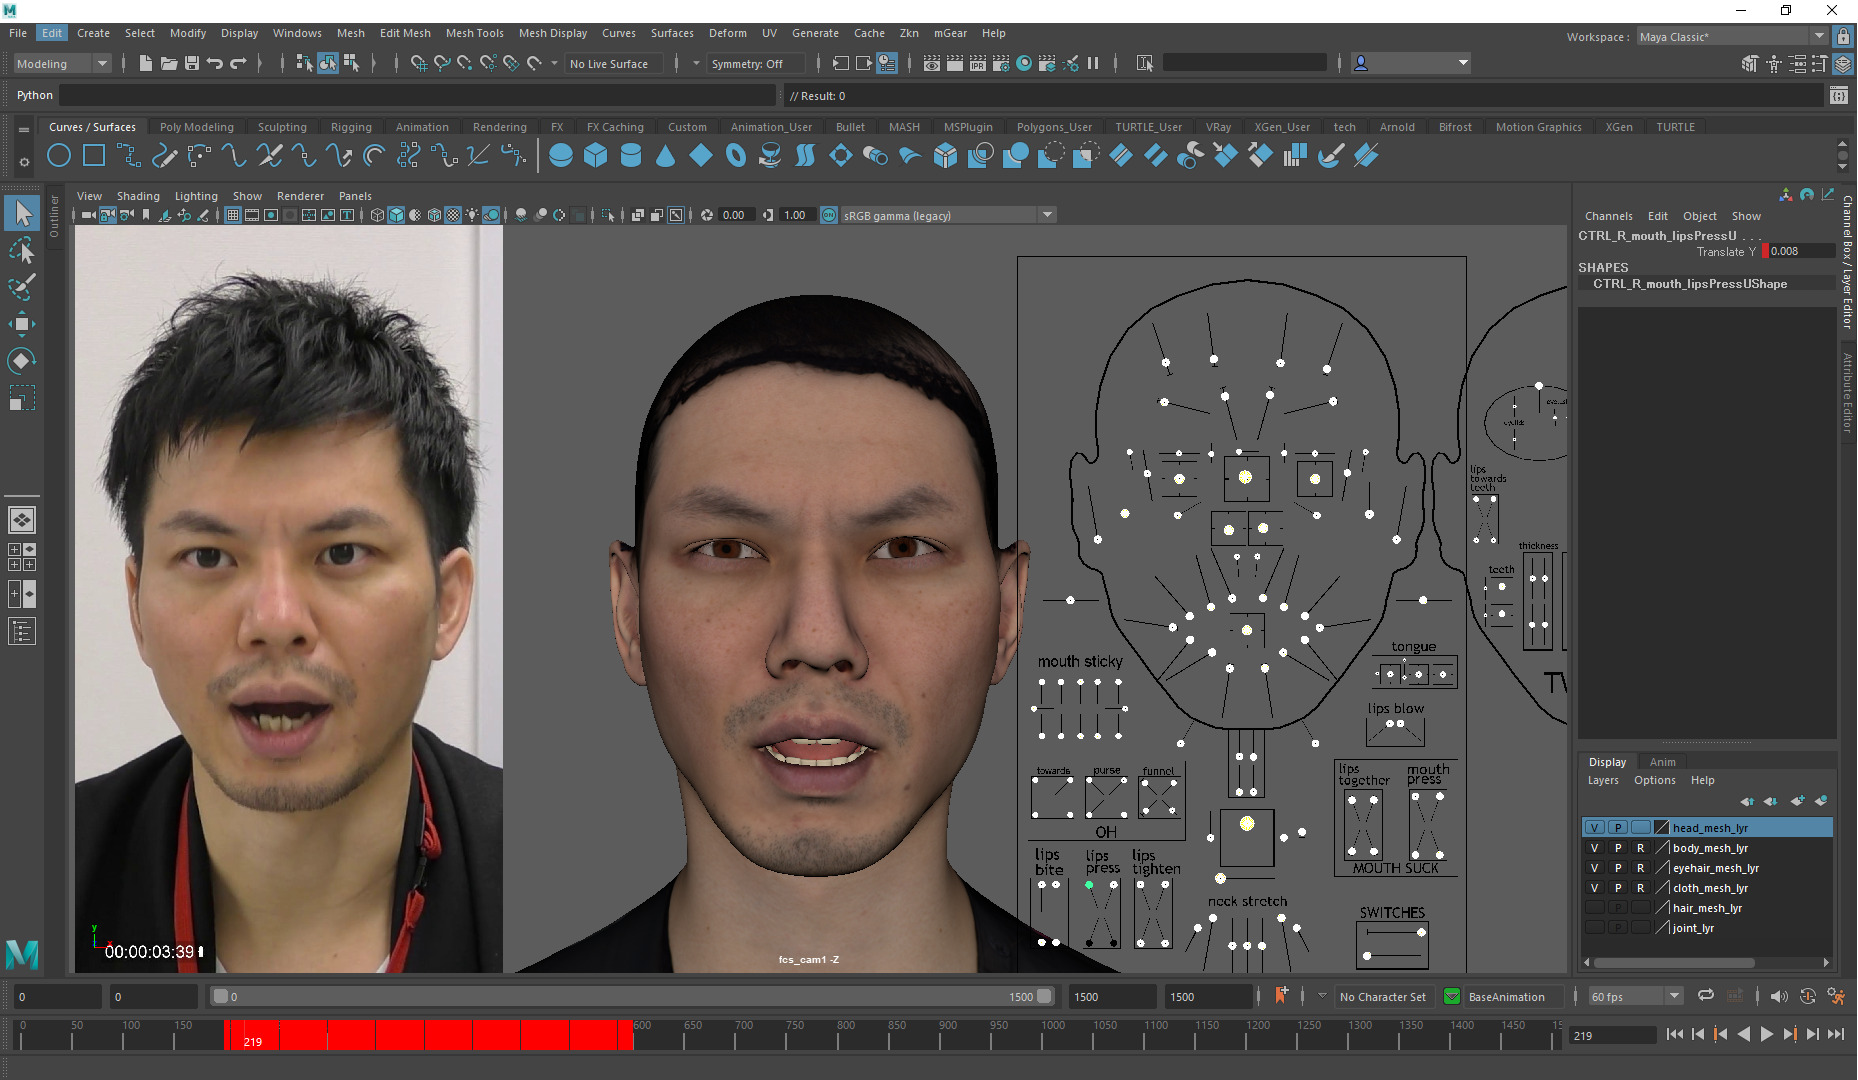 File Edit Create Select Modify Display Windows Mesh Edit Mesh Mesh Tools Mesh Display Curves Surfaces Deform UV Generate Cache Zkn mGear Help
Workspace : Maya Classic*
Modeling No Live Surface Symmetry: Off IPR
Python // Result: 0
Curves / Surfaces Poly Modeling Sculpting Rigging Animation Rendering FX FX Caching Custom Animation_User Bullet MASH MSPlugin Polygons_User TURTLE_User VRay XGen_User tech Arnold Bifrost Motion Graphics XGen TURTLE
Outliner
View Shading Lighting Show Renderer Panels
0.00 1.00 ON sRGB gamma (legacy)
Channels Edit Object Show
CTRL_R_mouth_lipsPressU . . .
Translate Y 0.008
SHAPES
CTRL_R_mouth_lipsPressUShape
Channel Box / Layer Editor
Attribute Editor
eyelids
lips
towards
teeth
thickness
teeth
mouth sticky
tongue
lips blow
towards purse funnel
OH
lips
together
mouth
press
MOUTH SUCK
lips
bite
lips
press
lips
tighten
neck stretch
SWITCHES
y
00:00:03:39
fcs_cam1 -Z
Display Anim
Layers Options Help
V P head_mesh_lyr
V P R body_mesh_lyr
V P R eyehair_mesh_lyr
V P R cloth_mesh_lyr
P hair_mesh_lyr
P joint_lyr
0 0 0 1500 1500 1500 No Character Set BaseAnimation 60 fps
0 50 100 150 600 650 700 750 800 850 900 950 1000 1050 1100 1150 1200 1250 1300 1350 1400 1450
219 219